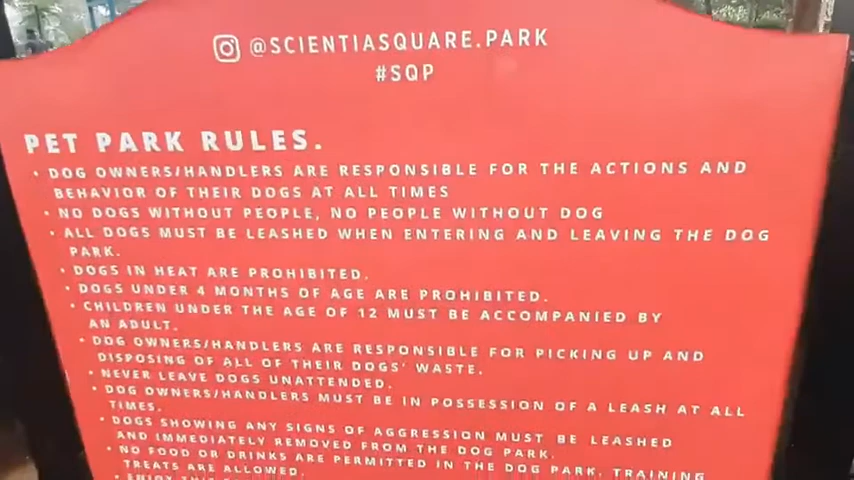 @SCIENTIASQUARE.PARK
#SQP
PET PARK RULES.
• DOG OWNERS/HANDLERS ARE RESPONSIBLE FOR THE ACTIONS AND
BEHAVIOR OF THEIR DOGS AT ALL TIMES
• NO DOGS WITHOUT PEOPLE, NO PEOPLE WITHOUT DOG
• ALL DOGS MUST BE LEASHED WHEN ENTERING AND LEAVING THE DOG
PARK.
• DOGS IN HEAT ARE PROHIBITED.
• DOGS UNDER 4 MONTHS OF AGE ARE PROHIBITED.
• CHILDREN UNDER THE AGE OF 12 MUST BE ACCOMPANIED BY
AN ADULT.
• DOG OWNERS/HANDLERS ARE RESPONSIBLE FOR PICKING UP AND
DISPOSING OF ALL OF THEIR DOGS' WASTE.
• NEVER LEAVE DOGS UNATTENDED.
• DOG OWNERS/HANDLERS MUST BE IN POSSESSION OF A LEASH AT ALL
TIMES.
• DOGS SHOWING ANY SIGNS OF AGGRESSION MUST BE LEASHED
AND IMMEDIATELY REMOVED FROM THE DOG PARK.
• NO FOOD OR DRINKS ARE PERMITTED IN THE DOG PARK. TRAINING
TREATS ARE ALLOWED.
• ENJOY THIS